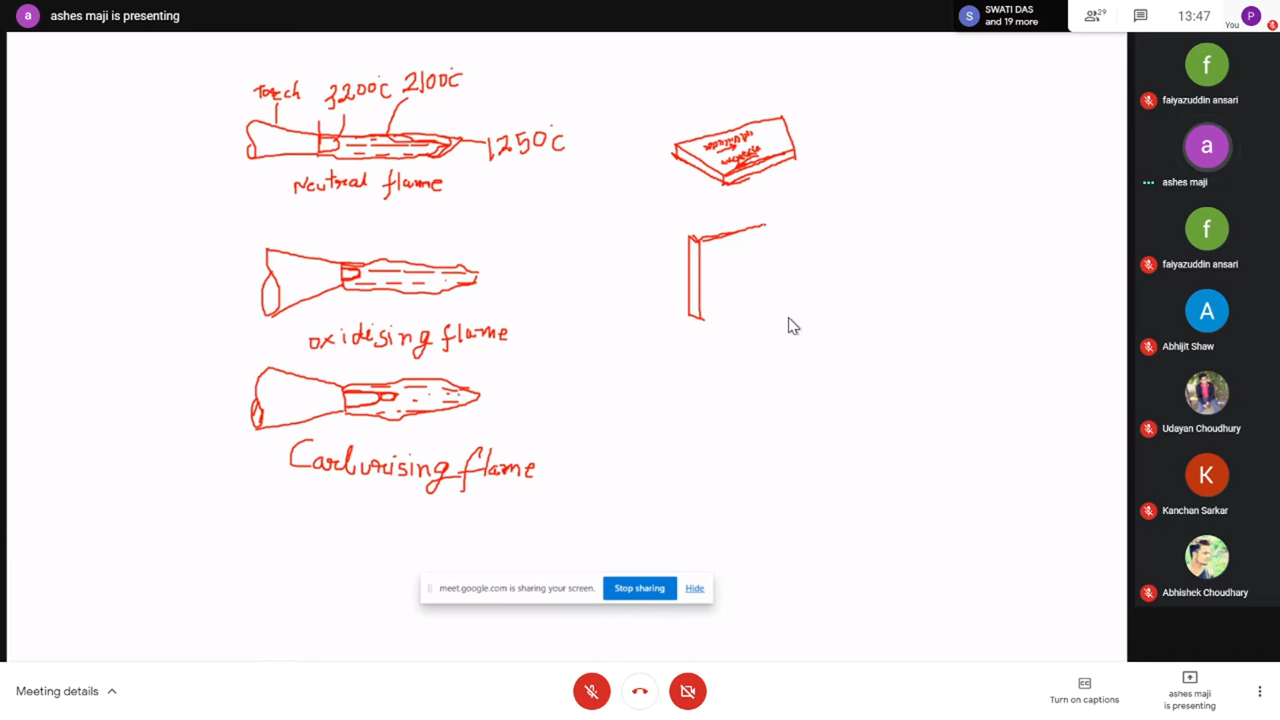 a ashes maji is presenting
S SWATI DAS
and 19 more
29
13:47
You
P
Torch
3200°C
2100°C
1250°C
Neutral flame
oxidising flame
Carburising flame
meet.google.com is sharing your screen.
Stop sharing
Hide
f
faiyazuddin ansari
a
ashes maji
f
faiyazuddin ansari
A
Abhijit Shaw
Udayan Choudhury
K
Kanchan Sarkar
Abhishek Choudhary
Meeting details
CC
Turn on captions
ashes maji
is presenting